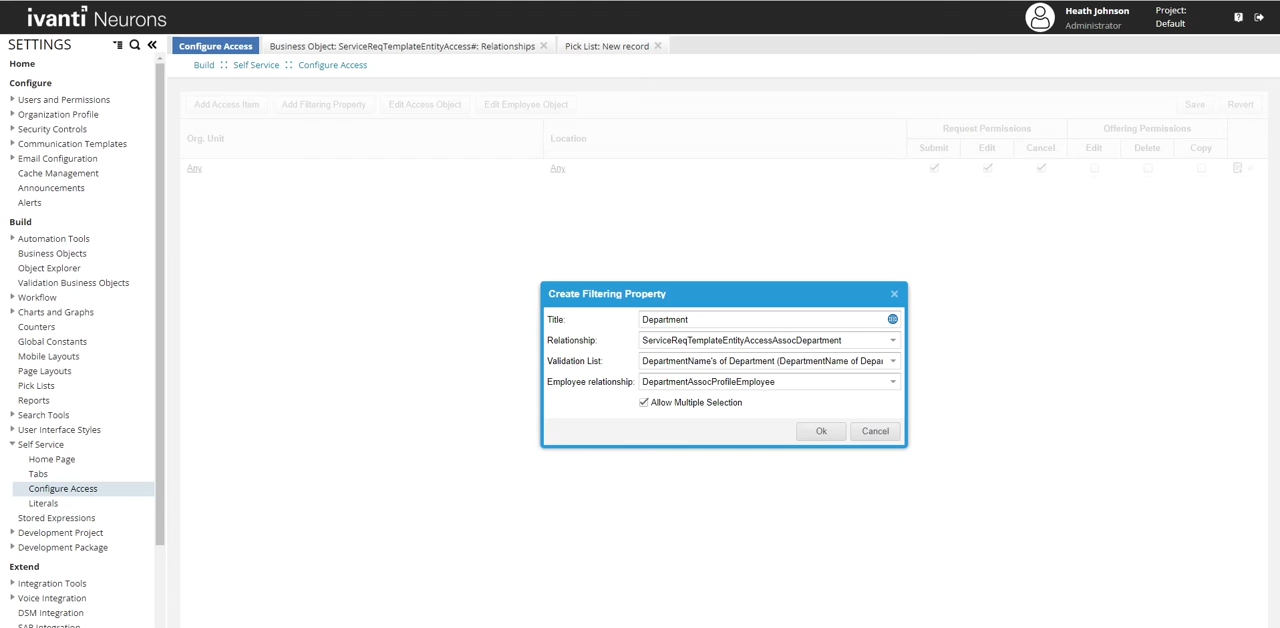 ivanti Neurons
Heath Johnson
Administrator
Project:
Default
SETTINGS
Configure Access
Business Object: ServiceReqTemplateEntityAccess#: Relationships
Pick List: New record
Build :: Self Service :: Configure Access
Home
Configure
Users and Permissions
Organization Profile
Security Controls
Communication Templates
Email Configuration
Cache Management
Announcements
Alerts
Build
Automation Tools
Business Objects
Object Explorer
Validation Business Objects
Workflow
Charts and Graphs
Counters
Global Constants
Mobile Layouts
Page Layouts
Pick Lists
Reports
Search Tools
User Interface Styles
Self Service
Home Page
Tabs
Configure Access
Literals
Stored Expressions
Development Project
Development Package
Extend
Integration Tools
Voice Integration
DSM Integration
SAP Integration
Add Access Item
Add Filtering Property
Edit Access Object
Edit Employee Object
Save
Revert
Org. Unit
Location
Request Permissions
Offering Permissions
Submit
Edit
Cancel
Edit
Delete
Copy
Any
Any
Create Filtering Property
Title: Department
Relationship: ServiceReqTemplateEntityAccessAssocDepartment
Validation List: DepartmentName's of Department (DepartmentName of Depar
Employee relationship: DepartmentAssocProfileEmployee
Allow Multiple Selection
Ok
Cancel